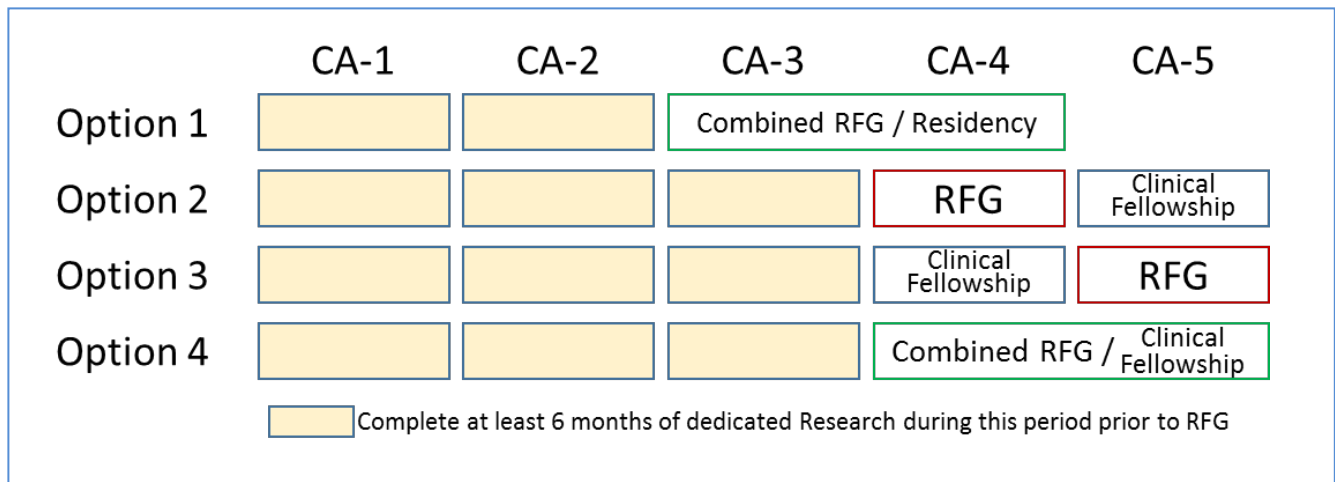 CA-1 CA-2 CA-3 CA-4 CA-5
Option 1 Combined RFG / Residency
Option 2 RFG Clinical Fellowship
Option 3 Clinical Fellowship RFG
Option 4 Combined RFG / Clinical Fellowship
Complete at least 6 months of dedicated Research during this period prior to RFG